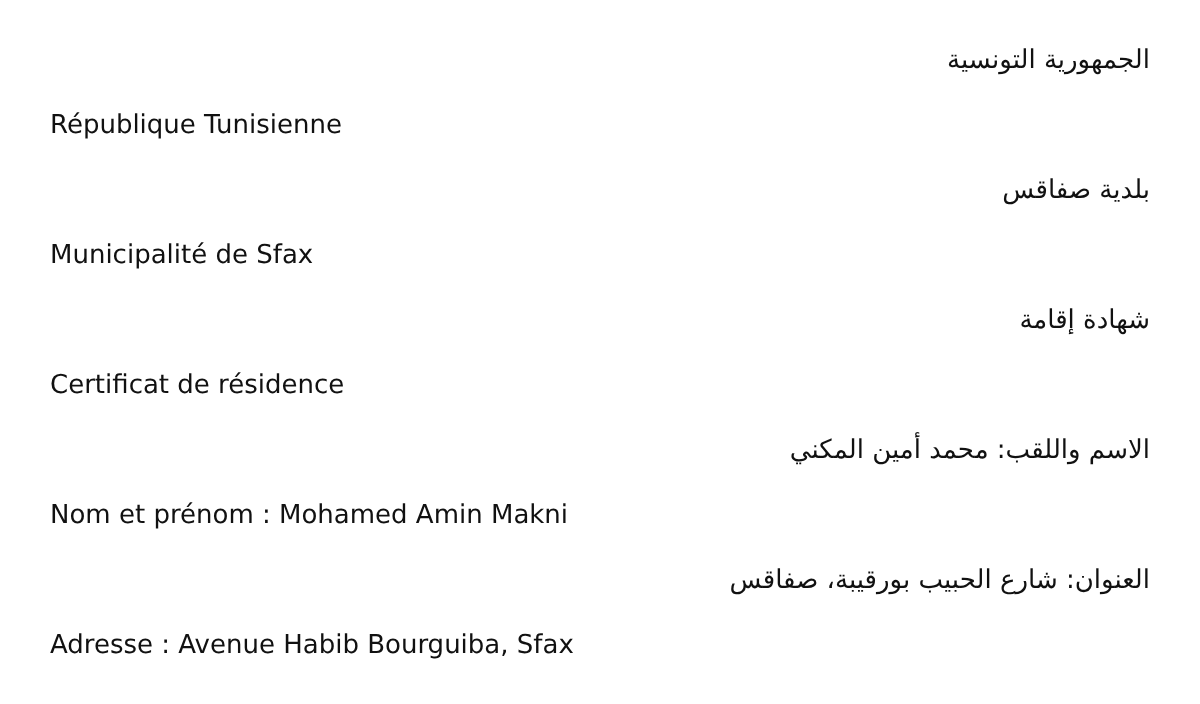 الجمهورية التونسية
République Tunisienne
بلدية صفاقس
Municipalité de Sfax
شهادة إقامة
Certificat de résidence
الاسم واللقب: محمد أمين المكني
Nom et prénom : Mohamed Amin Makni
العنوان: شارع الحبيب بورقيبة، صفاقس
Adresse : Avenue Habib Bourguiba, Sfax